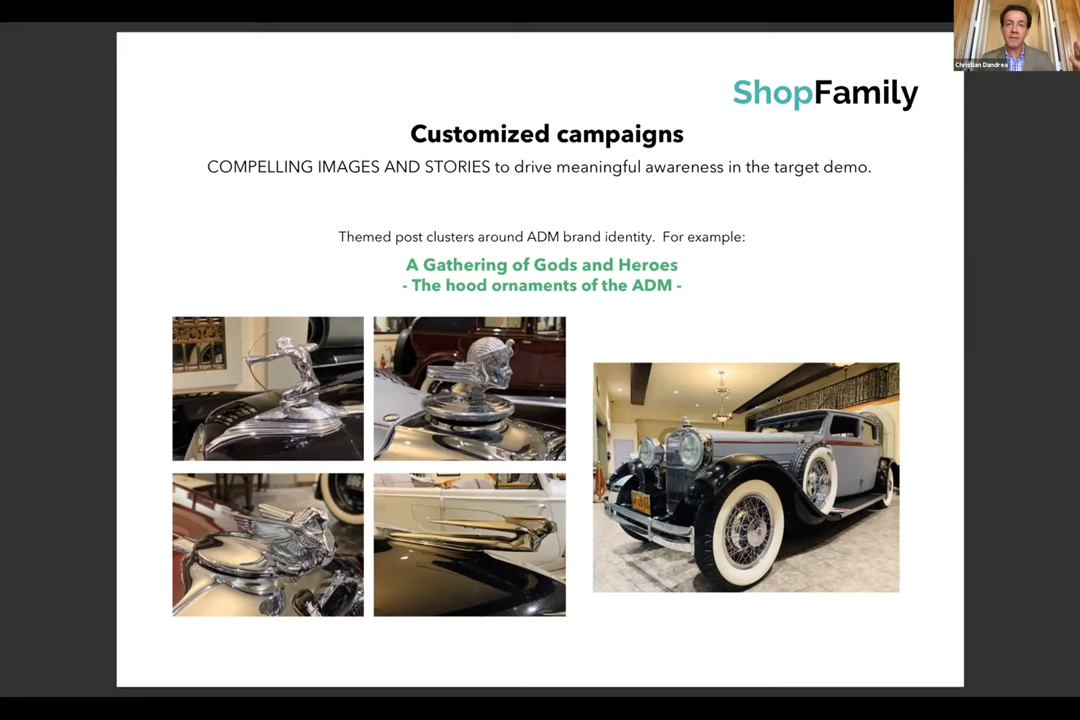 Christian Dandrea
ShopFamily
Customized campaigns
COMPELLING IMAGES AND STORIES to drive meaningful awareness in the target demo.
Themed post clusters around ADM brand identity.  For example:
A Gathering of Gods and Heroes
- The hood ornaments of the ADM -